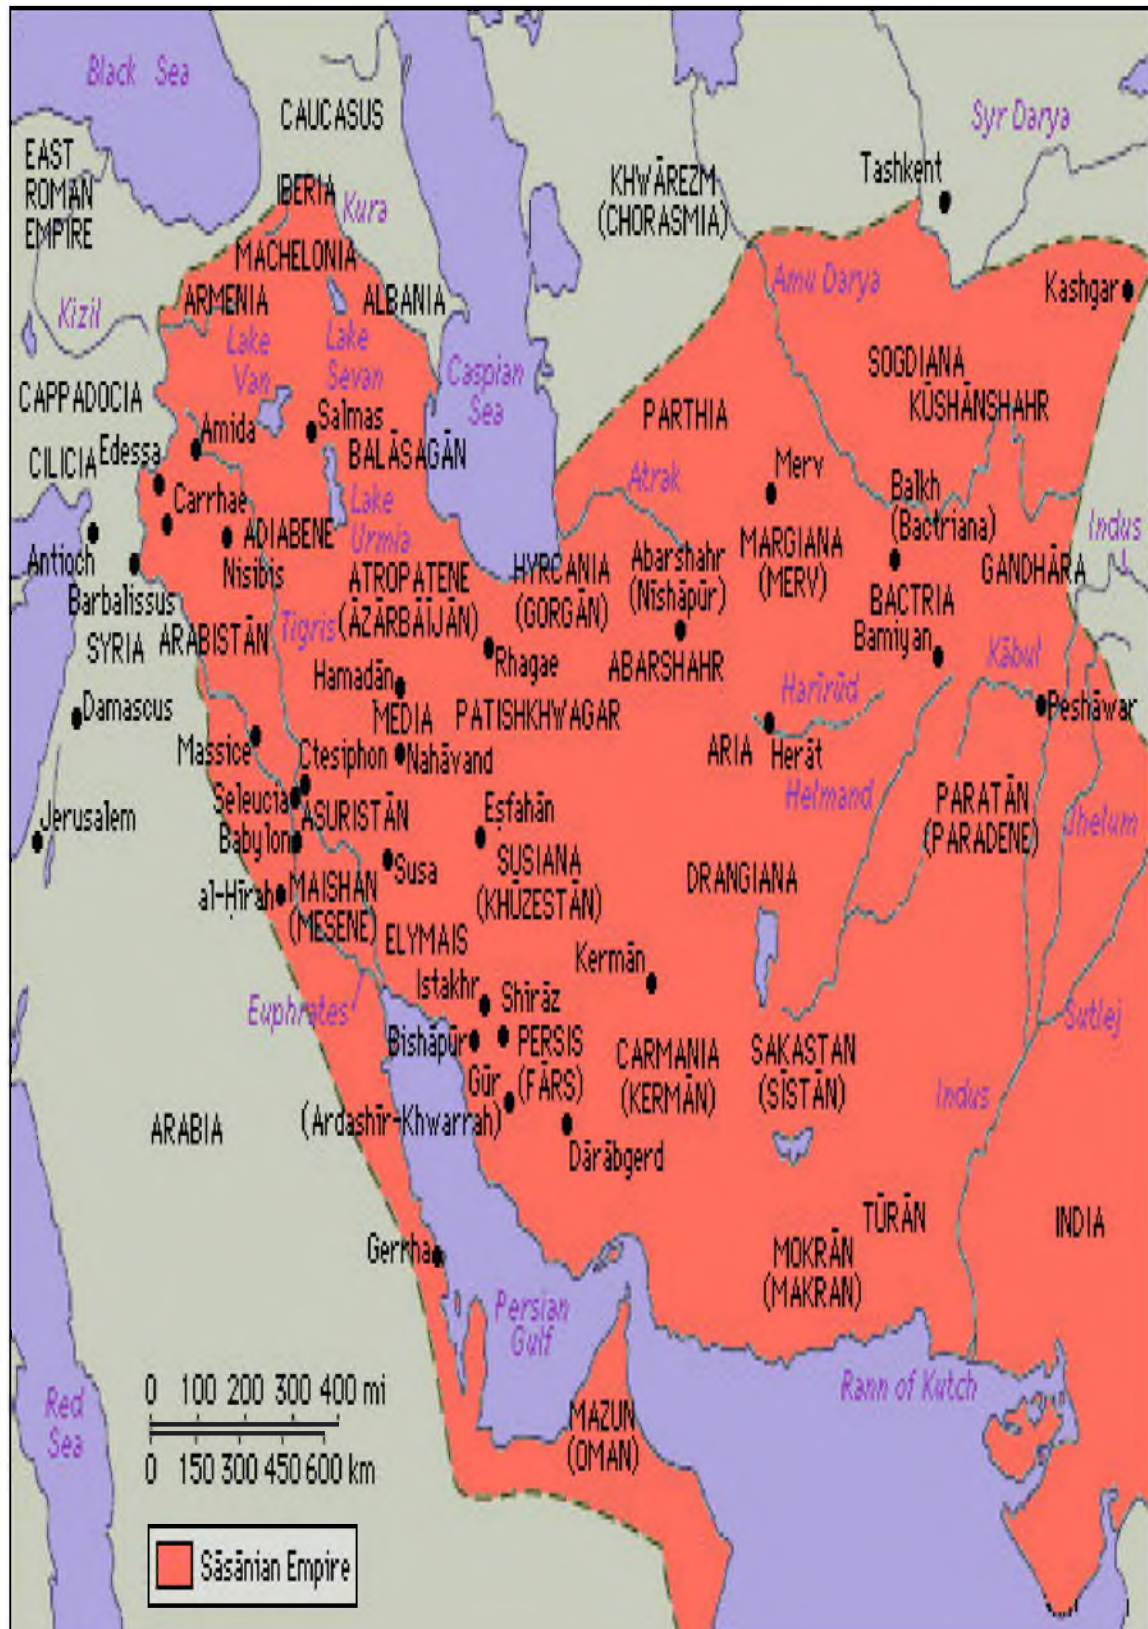 Black Sea
CAUCASUS
Syr Darya
EAST
ROMAN
EMPIRE
Tashkent
KHWĀREZM
(CHORASMIA)
IBERIA
Kura
MACHELONIA
Amu Darya
Kashgar
ARMENIA
ALBANIA
Kizil
Lake
Van
Lake
Sevan
Caspian
Sea
SOGDIANA
KŪSHĀNSHAHR
CAPPADOCIA
PARTHIA
Salmas
Amida
Edessa
CILICIA
BALĀSAGĀN
Merv
Atrak
Balkh
(Bactriana)
Carrhae
Lake
Urmia
ADIABENE
Nisibis
Antioch
MARGIANA
(MERV)
Indus
GANDHĀRA
HYRCANIA
(GORGĀN)
Abarshahr
(Nishāpūr)
ATROPATENE
(ĀZĀRBĀIJĀN)
Barbalissus
BACTRIA
Bamiyan
SYRIA
ARABISTĀN
Tigris
Rhagae
ABARSHAHR
Kābul
Hamadān
Harīrūd
Damascus
MEDIA
PATISHKHWAGAR
Peshāwar
Massice
Ctesiphon
Nahāvand
ARIA
Herāt
Seleucia
ASURISTĀN
Helmand
PARATĀN
(PARADENE)
Jerusalem
Babylon
Eṣfahān
Jhelum
Susa
ṢŪSIANA
(KHŪZESTĀN)
DRANGIANA
al-Ḥīrah
MAISHĀN
(MESENE)
ELYMAIS
Kermān
Istakhr
Shīrāz
Euphrates
Sutlej
Bishāpūr
PERSIS
(FĀRS)
CARMANIA
(KERMĀN)
SAKASTAN
(SĪSTĀN)
Gūr
(Ardashīr-Khwarrah)
Indus
ARABIA
Dārābgerd
TŪRĀN
INDIA
Gerrha
MOKRĀN
(MAKRAN)
Persian
Gulf
Rann of Kutch
0 100 200 300 400 mi
Red
Sea
MAZUN
(OMAN)
0 150 300 450 600 km
Sāsānian Empire